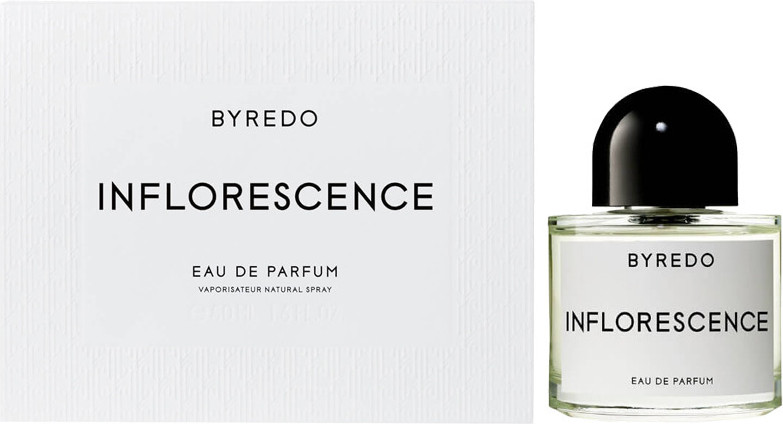 BYREDO
INFLORESCENCE
EAU DE PARFUM
VAPORISATEUR NATURAL SPRAY
BYREDO
INFLORESCENCE
EAU DE PARFUM